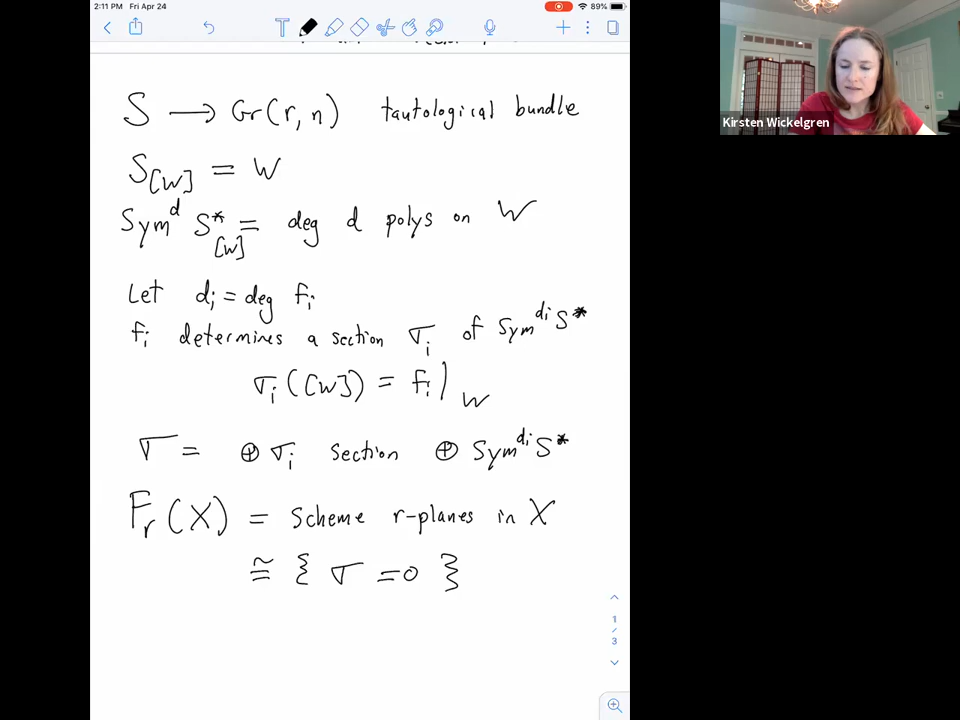 2:11 PM Fri Apr 24
89%
S → Gr(r,n) tautological bundle
S_[W] = W
Sym^d S*_[W] = deg d polys on W
Let d_i = deg f_i
f_i determines a section σ_i of Sym^{d_i} S*
σ_i([W]) = f_i|_W
σ = ⊕ σ_i section ⊕ Sym^{d_i} S*
F_r(X) = scheme r-planes in X
≅ { σ = 0 }
1
/
3
Kirsten Wickelgren